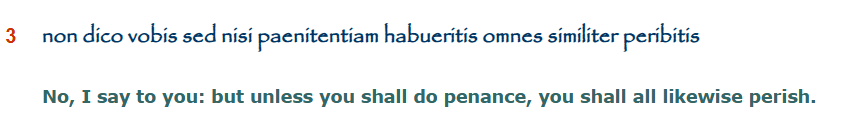 3 non dico vobis sed nisi paenitentiam habueritis omnes similiter peribitis
No, I say to you: but unless you shall do penance, you shall all likewise perish.